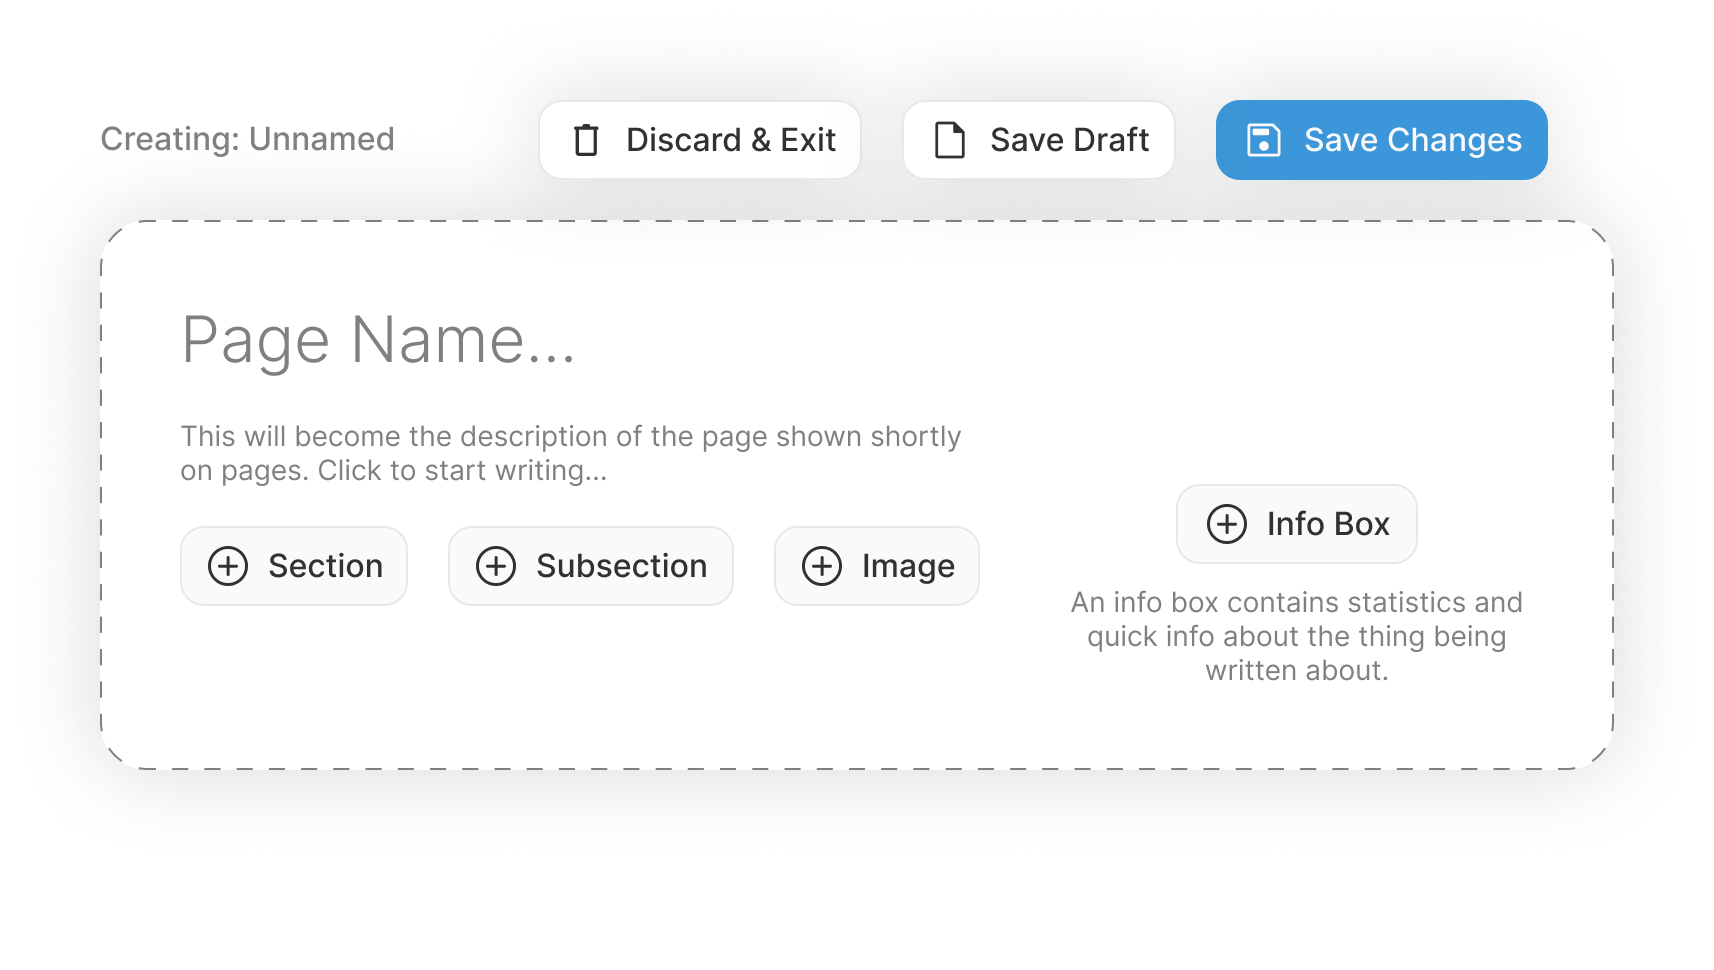 Creating: Unnamed
Discard & Exit
Save Draft
Save Changes
Page Name...
This will become the description of the page shown shortly
on pages. Click to start writing...
Section
Subsection
Image
Info Box
An info box contains statistics and
quick info about the thing being
written about.